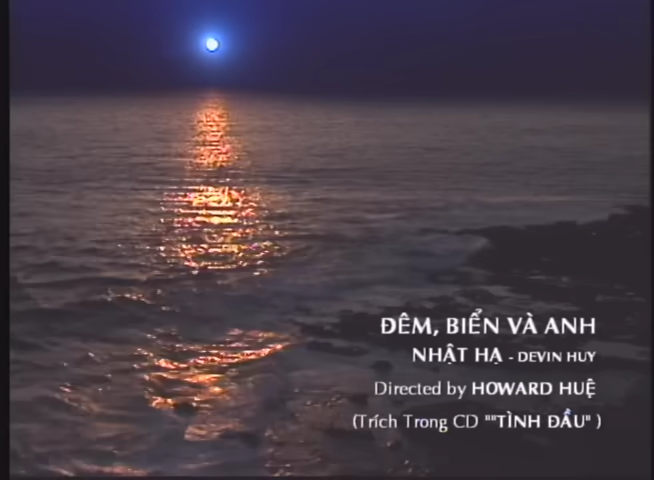 ĐÊM, BIỂN VÀ ANH
NHẬT HẠ - DEVIN HUY
Directed by HOWARD HUỆ
(Trích Trong CD ""TÌNH ĐẦU" )